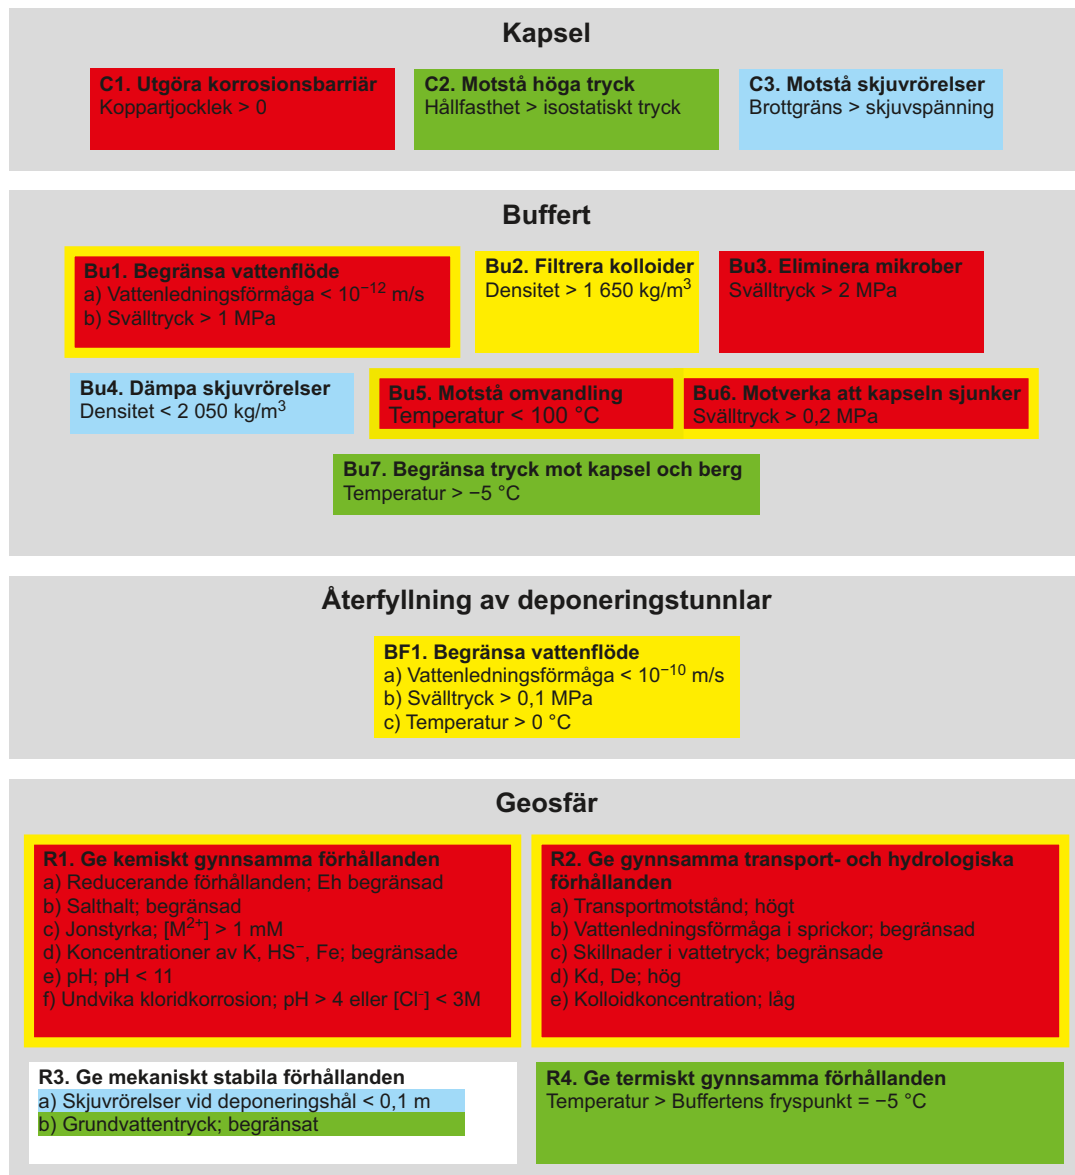 Kapsel
C1. Utgöra korrosionsbarriär
Koppartjocklek > 0
C2. Motstå höga tryck
Hållfasthet > isostatiskt tryck
C3. Motstå skjuvrörelser
Brottgräns > skjuvspänning
Buffert
Bu1. Begränsa vattenflöde
a) Vattenledningsförmåga < 10⁻¹² m/s
b) Svälltryck > 1 MPa
Bu2. Filtrera kolloider
Densitet > 1 650 kg/m³
Bu3. Eliminera mikrober
Svälltryck > 2 MPa
Bu4. Dämpa skjuvrörelser
Densitet < 2 050 kg/m³
Bu5. Motstå omvandling
Temperatur < 100 °C
Bu6. Motverka att kapseln sjunker
Svälltryck > 0,2 MPa
Bu7. Begränsa tryck mot kapsel och berg
Temperatur > −5 °C
Återfyllning av deponeringstunnlar
BF1. Begränsa vattenflöde
a) Vattenledningsförmåga < 10⁻¹⁰ m/s
b) Svälltryck > 0,1 MPa
c) Temperatur > 0 °C
Geosfär
R1. Ge kemiskt gynnsamma förhållanden
a) Reducerande förhållanden; Eh begränsad
b) Salthalt; begränsad
c) Jonstyrka; [M²⁺] > 1 mM
d) Koncentrationer av K, HS⁻, Fe; begränsade
e) pH; pH < 11
f) Undvika kloridkorrosion; pH > 4 eller [Cl⁻] < 3M
R2. Ge gynnsamma transport- och hydrologiska
förhållanden
a) Transportmotstånd; högt
b) Vattenledningsförmåga i sprickor; begränsad
c) Skillnader i vattetryck; begränsade
d) Kd, De; hög
e) Kolloidkoncentration; låg
R3. Ge mekaniskt stabila förhållanden
a) Skjuvrörelser vid deponeringshål < 0,1 m
b) Grundvattentryck; begränsat
R4. Ge termiskt gynnsamma förhållanden
Temperatur > Buffertens fryspunkt = −5 °C